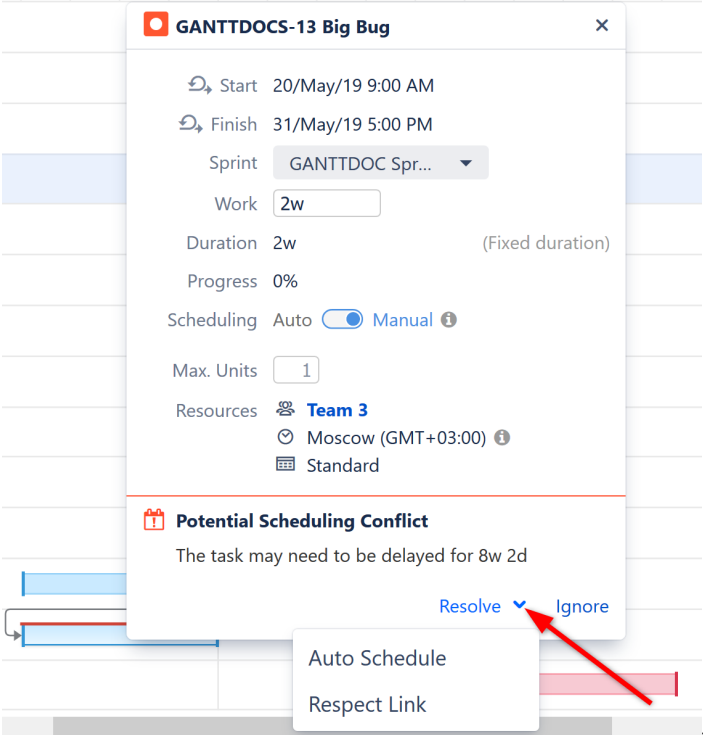 GANTTDOCS-13 Big Bug
Start 20/May/19 9:00 AM
Finish 31/May/19 5:00 PM
Sprint GANTTDOC Spr...
Work 2w
Duration 2w (Fixed duration)
Progress 0%
Scheduling Auto Manual
Max. Units 1
Resources Team 3
Moscow (GMT+03:00)
Standard
Potential Scheduling Conflict
The task may need to be delayed for 8w 2d
Resolve Ignore
Auto Schedule
Respect Link